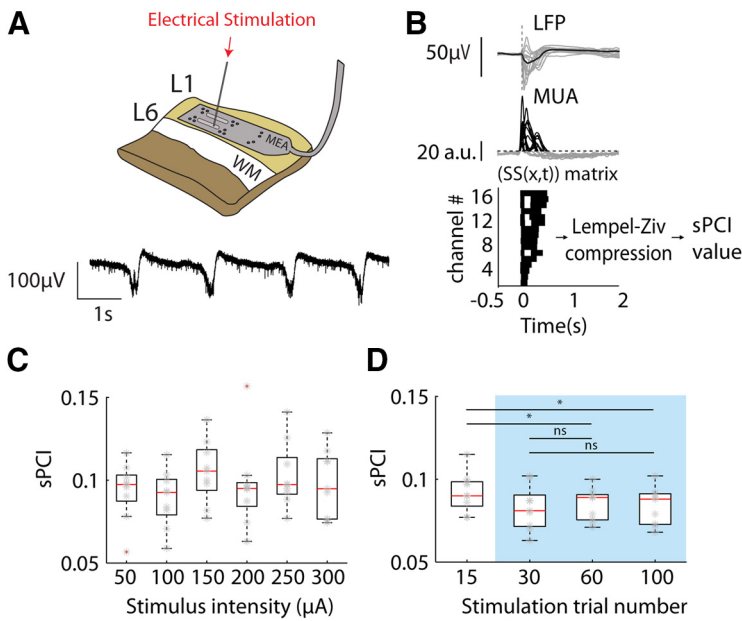 A
Electrical Stimulation
L1
L6
MEA
WM
100µV
1s
B
LFP
50µV
MUA
20 a.u.
(SS(x,t)) matrix
channel #
16
12
8
4
Lempel-Ziv
compression
sPCI
value
-0.5 0 1 2
Time(s)
C
sPCI
0.15
0.1
0.05
50 100 150 200 250 300
Stimulus intensity (µA)
D
sPCI
0.15
0.1
0.05
*
*
ns
ns
15 30 60 100
Stimulation trial number